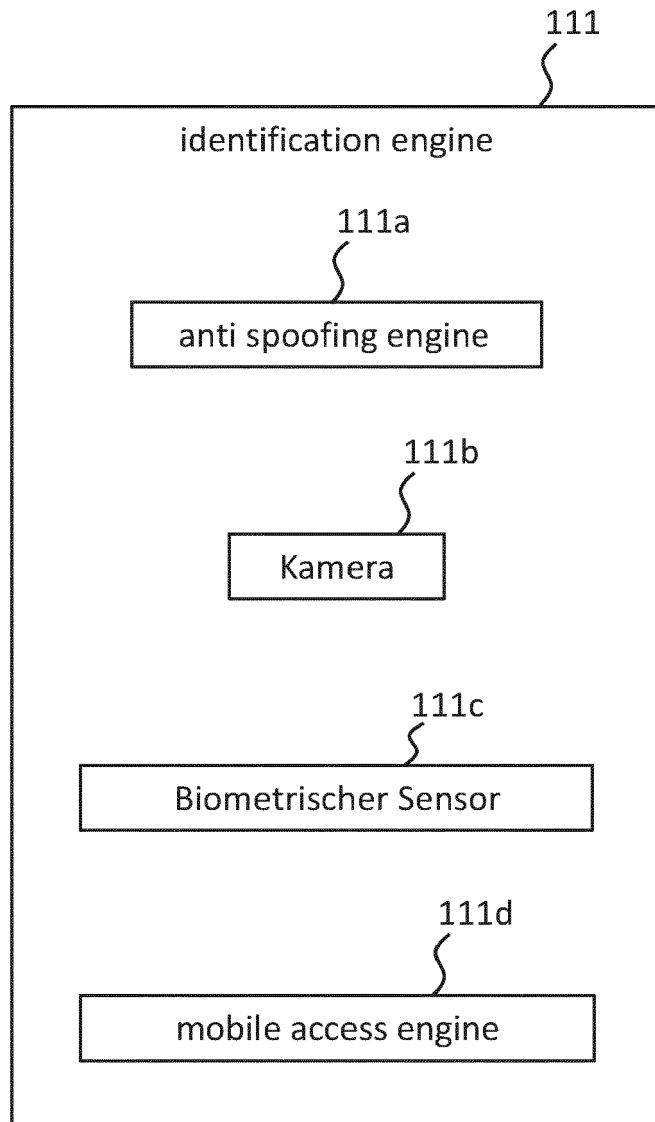 111
identification engine
111a
anti spoofing engine
111b
Kamera
111c
Biometrischer Sensor
111d
mobile access engine